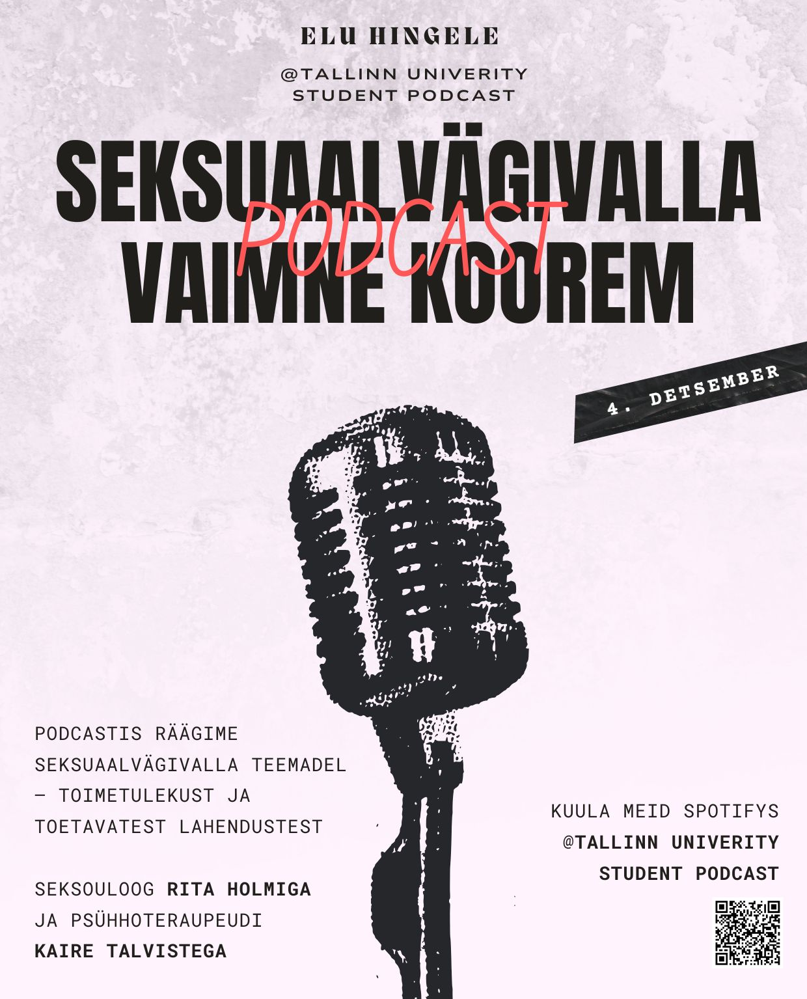 ELU HINGELE
@TALLINN UNIVERITY
STUDENT PODCAST
SEKSUAALVÄGIVALLA
PODCAST
VAIMNE KOOREM
4. DETSEMBER
PODCASTIS RÄÄGIME
SEKSUAALVÄGIVALLA TEEMADEL
– TOIMETULEKUST JA
TOETAVATEST LAHENDUSTEST
SEKSOULOOG RITA HOLMIGA
JA PSÜHHOTERAUPEUDI
KAIRE TALVISTEGA
KUULA MEID SPOTIFYS
@TALLINN UNIVERITY
STUDENT PODCAST